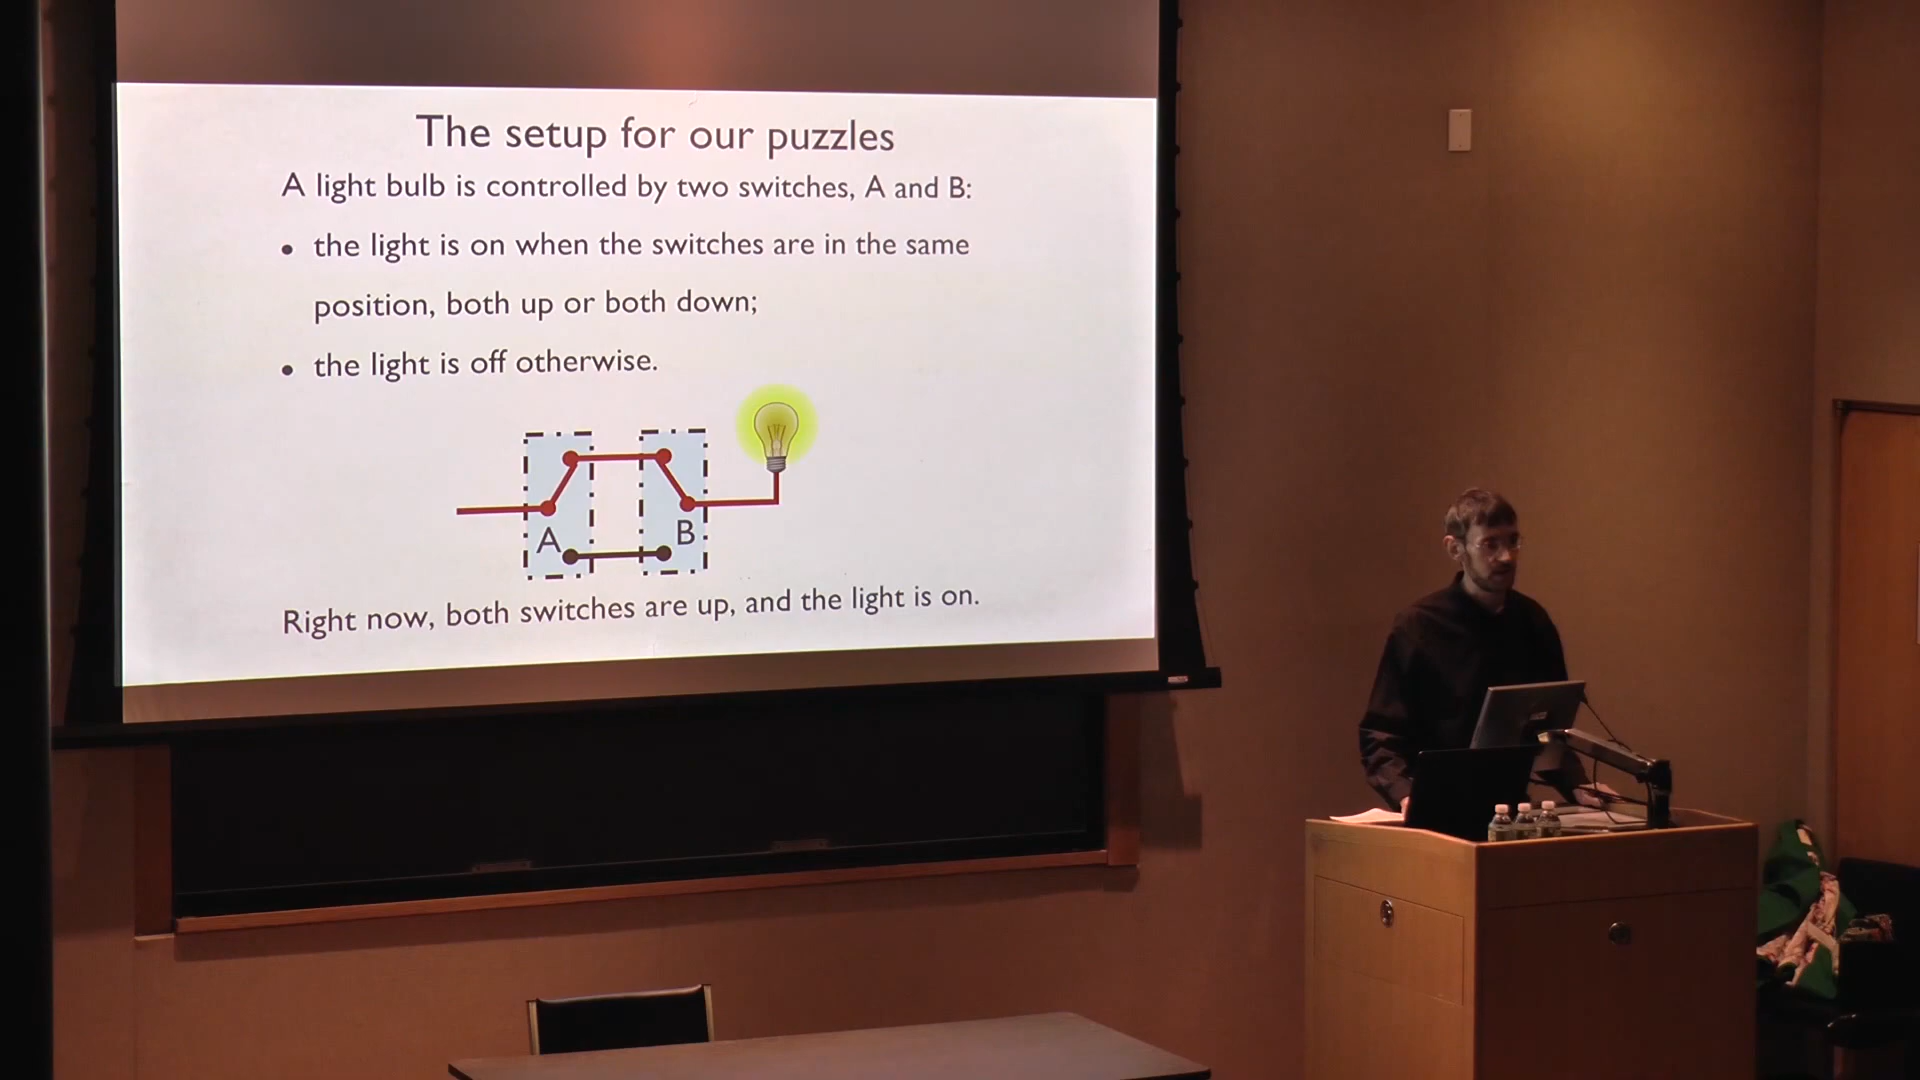 The setup for our puzzles
A light bulb is controlled by two switches, A and B:
• the light is on when the switches are in the same
position, both up or both down;
• the light is off otherwise.
A
B
Right now, both switches are up, and the light is on.